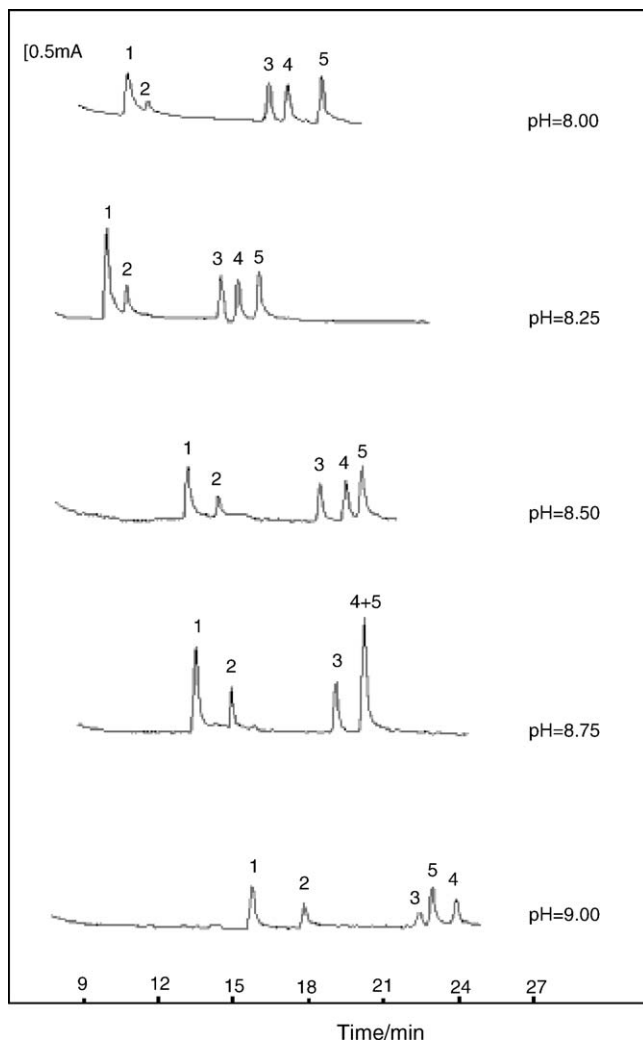 [0.5mA
1 2 3 4 5
pH=8.00
1 2 3 4 5
pH=8.25
1 2 3 4 5
pH=8.50
1 2 3 4+5
pH=8.75
1 2 3 5 4
pH=9.00
9 12 15 18 21 24 27
Time/min